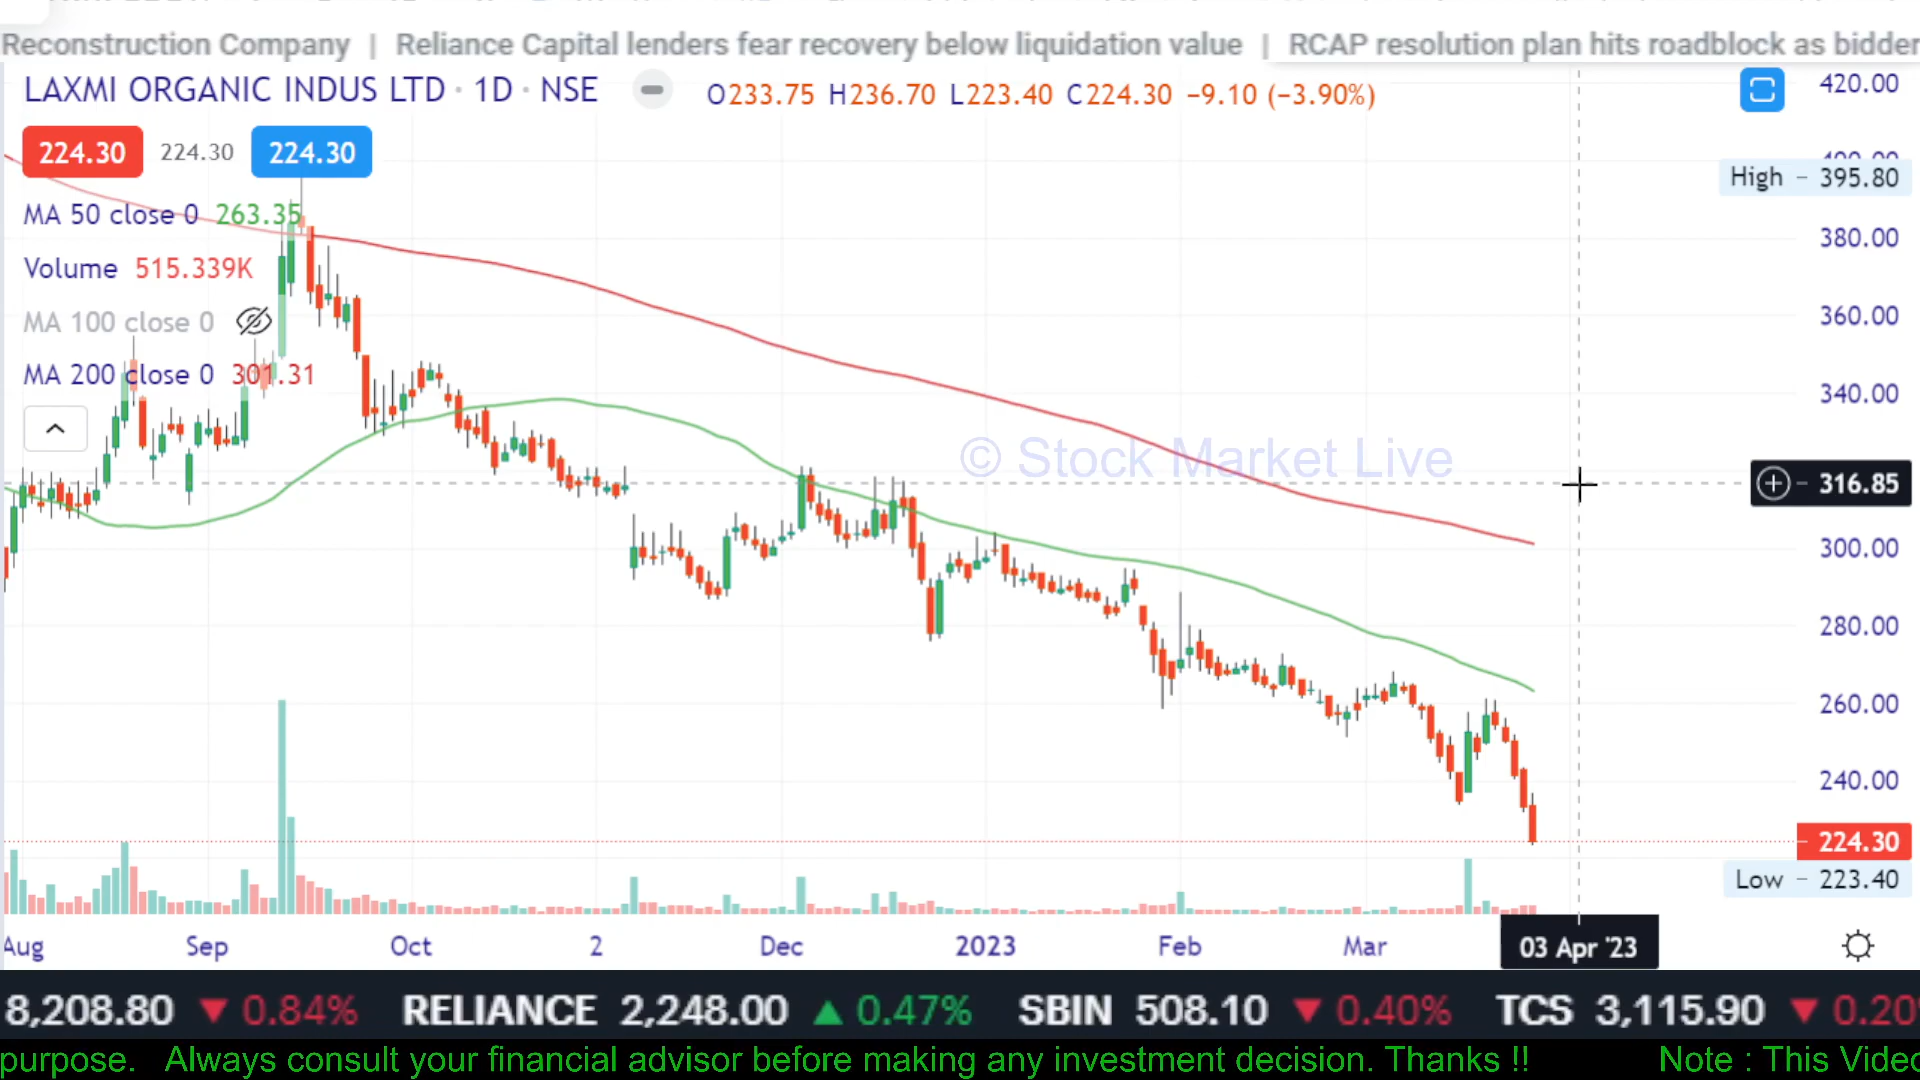 Reconstruction Company | Reliance Capital lenders fear recovery below liquidation value | RCAP resolution plan hits roadblock as bidder
LAXMI ORGANIC INDUS LTD · 1D · NSE O233.75 H236.70 L223.40 C224.30 −9.10 (−3.90%)
224.30 224.30 224.30
MA 50 close 0 263.35
Volume 515.339K
MA 100 close 0
MA 200 close 0 301.31
© Stock Market Live
420.00
400.00
High - 395.80
380.00
360.00
340.00
316.85
300.00
280.00
260.00
240.00
224.30
Low - 223.40
Aug Sep Oct 2 Dec 2023 Feb Mar 03 Apr '23
8,208.80 ▼ 0.84% RELIANCE 2,248.00 ▲ 0.47% SBIN 508.10 ▼ 0.40% TCS 3,115.90 ▼ 0.20
purpose. Always consult your financial advisor before making any investment decision. Thanks !! Note : This Video